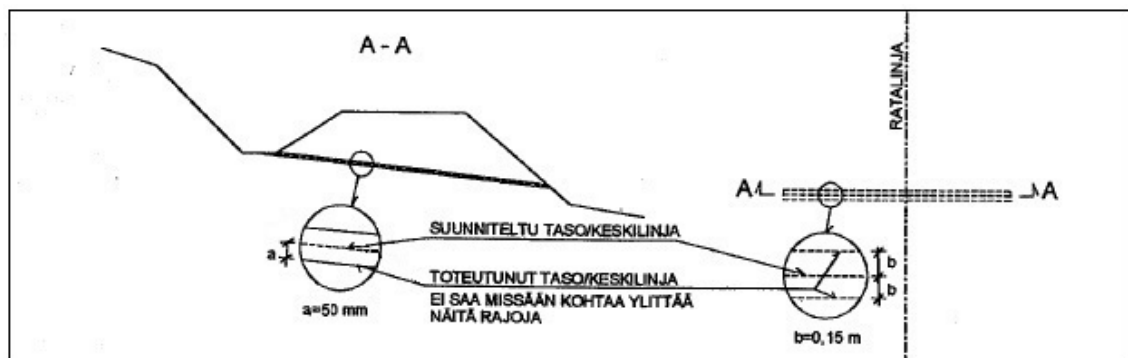 A - A
RATALINJA
A
A
SUUNNITELTU TASO/KESKILINJA
a
b
b
TOTEUTUNUT TASO/KESKILINJA
EI SAA MISSÄÄN KOHTAA YLITTÄÄ
NÄITÄ RAJOJA
a=50 mm
b=0,15 m